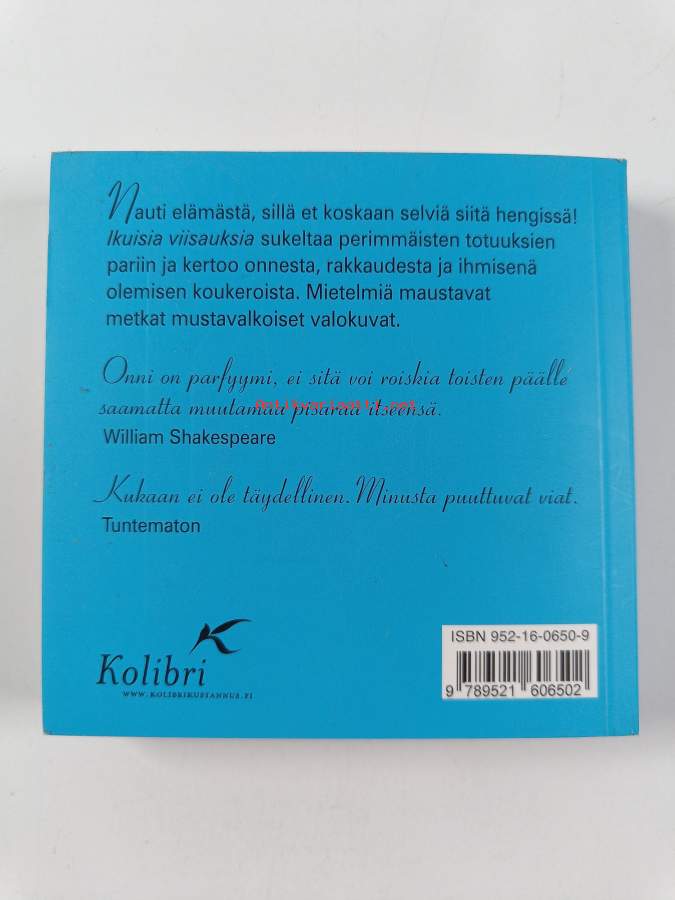 Nauti elämästä, sillä et koskaan selviä siitä hengissä!
Ikuisia viisauksia sukeltaa perimmäisten totuuksien
pariin ja kertoo onnesta, rakkaudesta ja ihmisenä
olemisen koukeroista. Mietelmiä maustavat
metkat mustavalkoiset valokuvat.
Onni on parfyymi, ei sitä voi roiskia toisten päälle
saamatta muutamaa pisaraa itseensä.
Antikvariaatti.net
William Shakespeare
Kukaan ei ole täydellinen. Minusta puuttuvat viat.
Tuntematon
Kolibri
WWW.KOLIBRIKUSTANNUS.FI
ISBN 952-16-0650-9
9 789521 606502